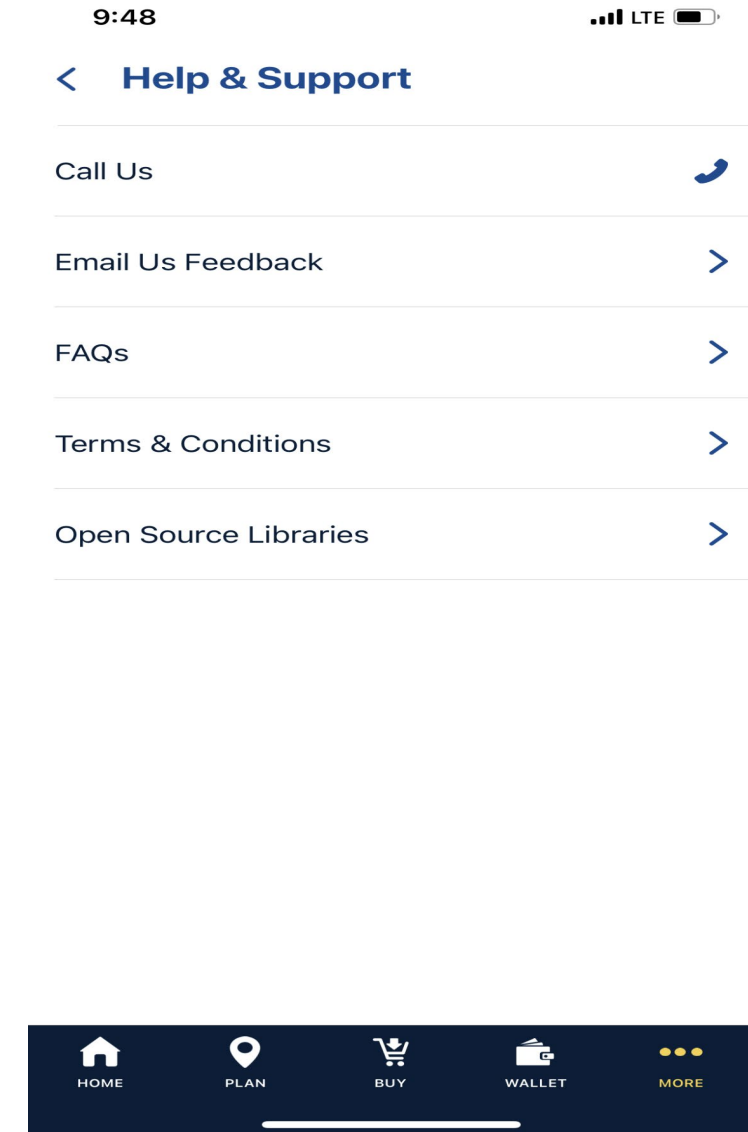 9:48 LTE
Help & Support
Call Us
Email Us Feedback
FAQs
Terms & Conditions
Open Source Libraries
HOME PLAN BUY WALLET MORE